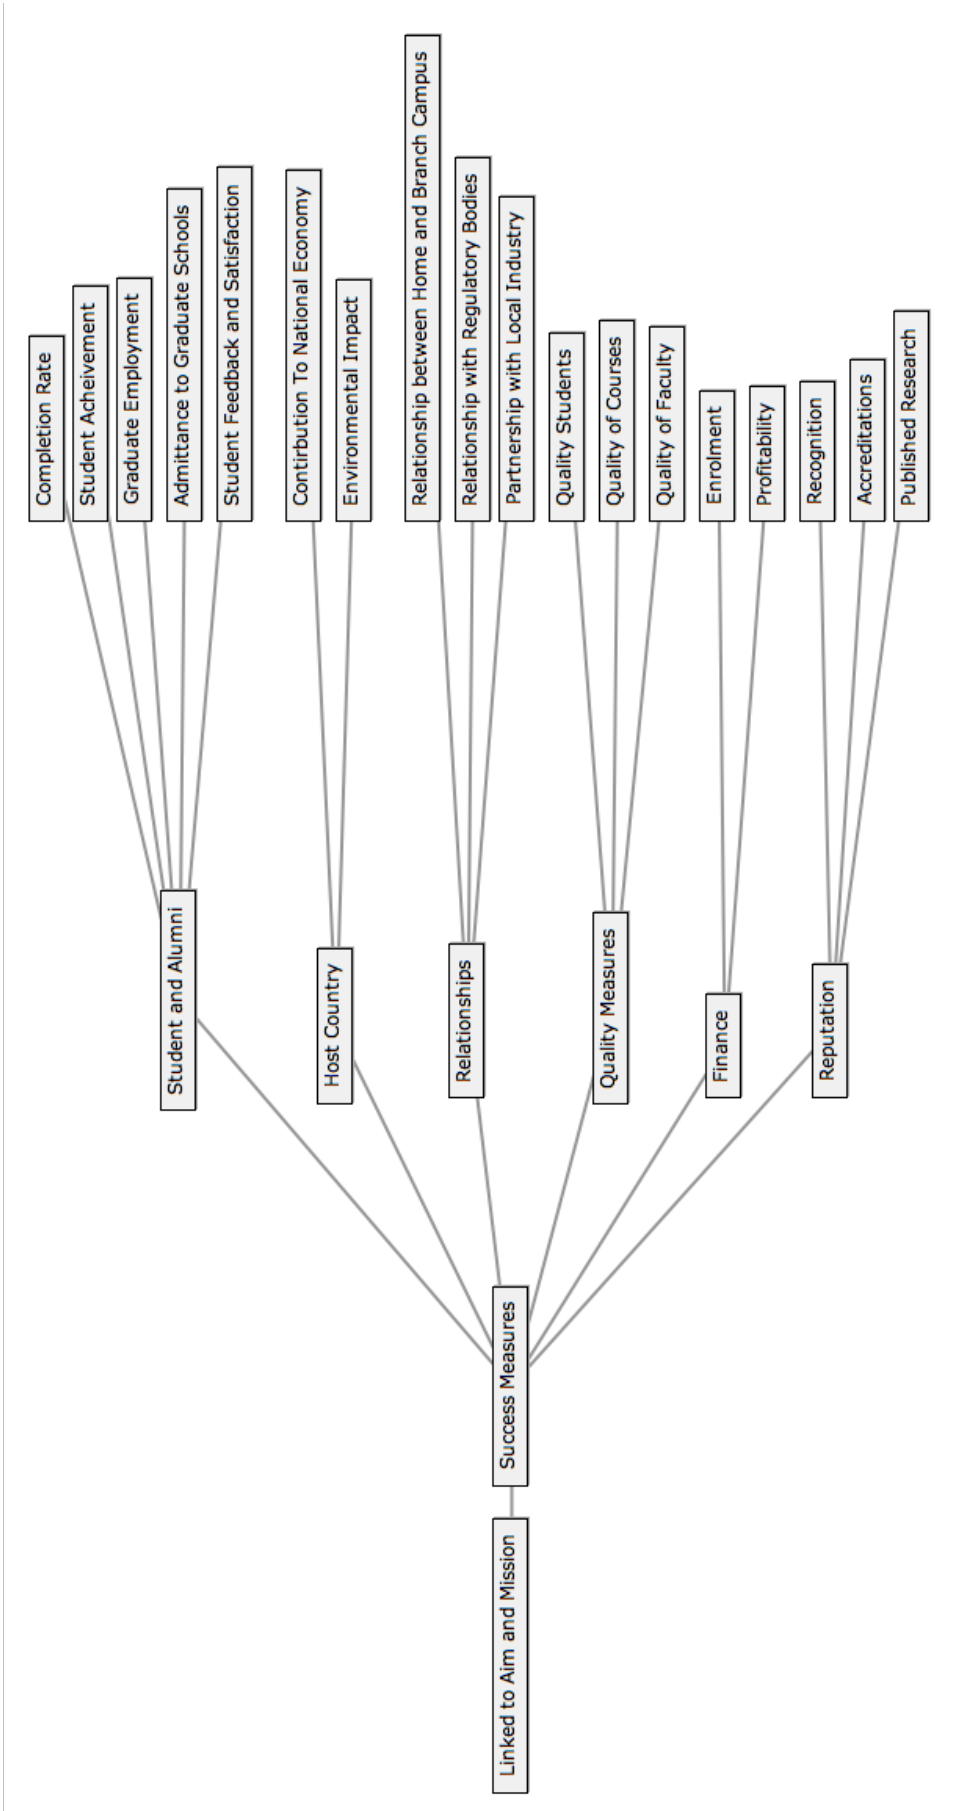 Linked to Aim and Mission
Success Measures
Student and Alumni
Host Country
Relationships
Quality Measures
Finance
Reputation
Completion Rate
Student Acheivement
Graduate Employment
Admittance to Graduate Schools
Student Feedback and Satisfaction
Contirbution To National Economy
Environmental Impact
Relationship between Home and Branch Campus
Relationship with Regulatory Bodies
Partnership with Local Industry
Quality Students
Quality of Courses
Quality of Faculty
Enrolment
Profitability
Recognition
Accreditations
Published Research